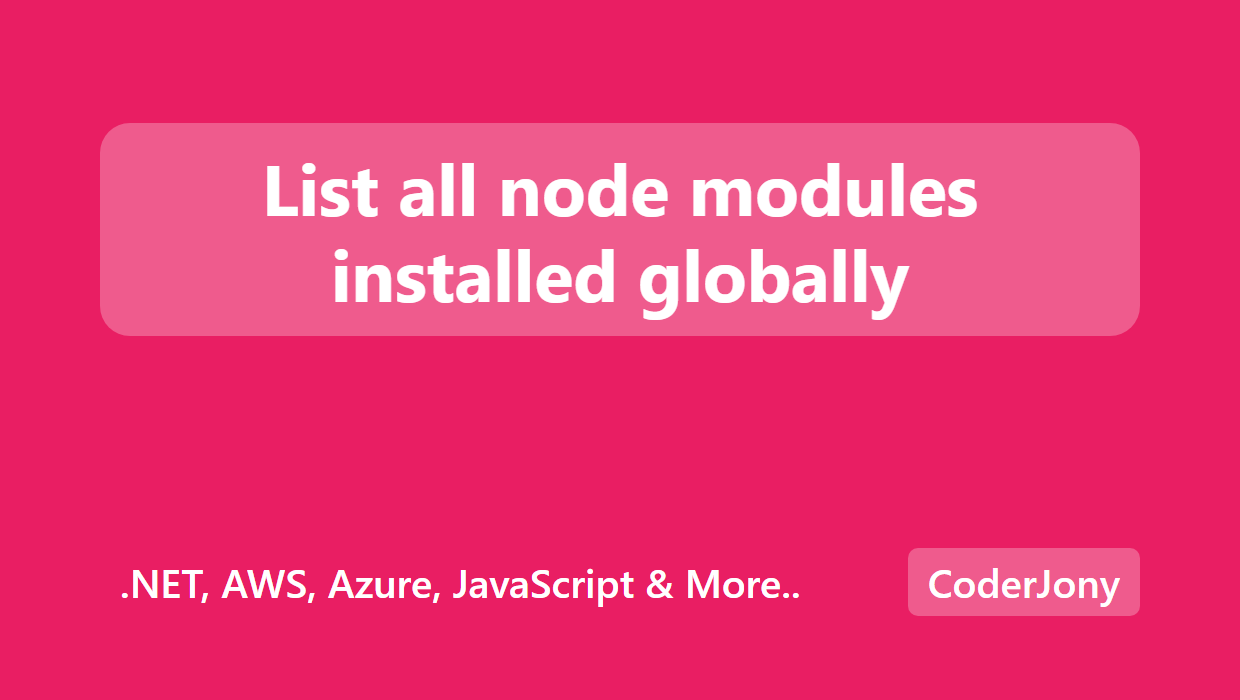 List all node modules
installed globally
.NET, AWS, Azure, JavaScript & More..
CoderJony